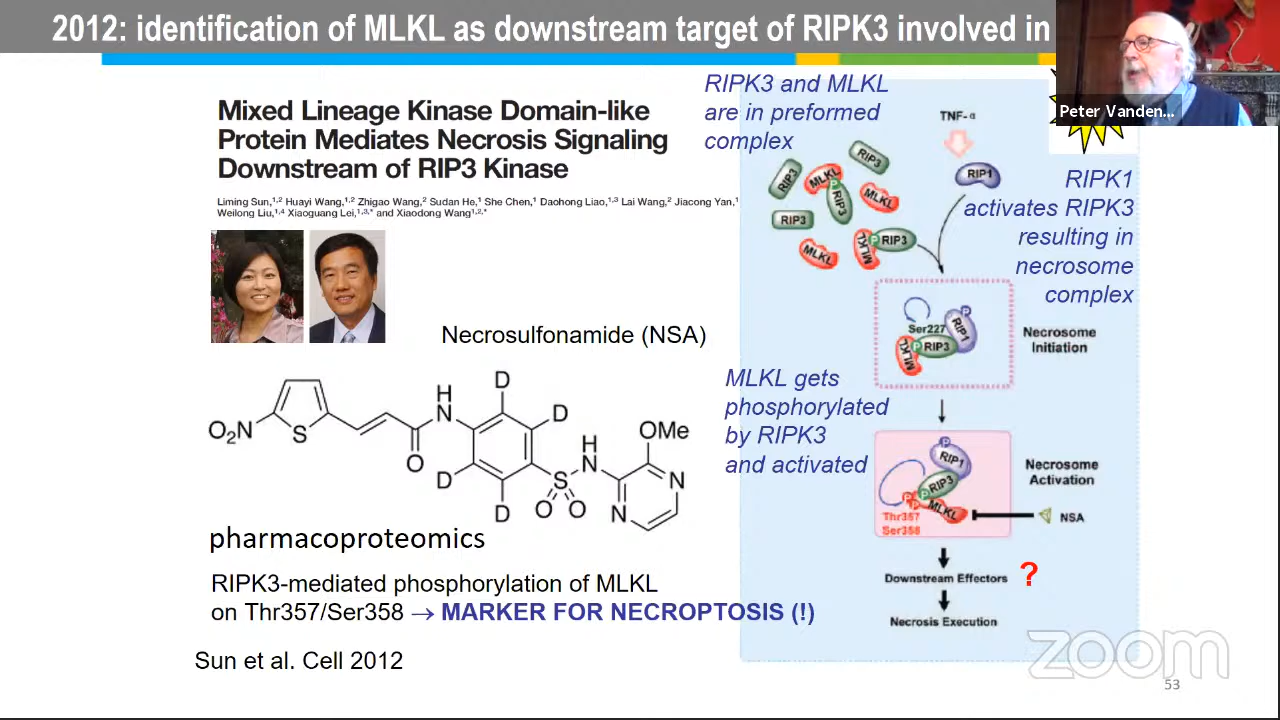 2012: identification of MLKL as downstream target of RIPK3 involved in
Peter Vanden...
Mixed Lineage Kinase Domain-like
Protein Mediates Necrosis Signaling
Downstream of RIP3 Kinase
Liming Sun,1,2 Huayi Wang,1,2 Zhigao Wang,2 Sudan He,1 She Chen,1 Daohong Liao,1,3 Lai Wang,2 Jiacong Yan,1
Weilong Liu,1,4 Xiaoguang Lei,1,3,* and Xiaodong Wang1,2,*
Necrosulfonamide (NSA)
O2N
S
O
H
N
D
D
D
D
S
O
O
H
N
OMe
N
N
pharmacoproteomics
RIPK3-mediated phosphorylation of MLKL
on Thr357/Ser358 → MARKER FOR NECROPTOSIS (!)
Sun et al. Cell 2012
RIPK3 and MLKL
are in preformed
complex
TNF-α
RIP1
RIP3
RIP3
MLKL
P
RIP3
MLKL
RIP3
MLKL
MLKL
P
RIP3
RIPK1
activates RIPK3
resulting in
necrosome
complex
Ser227
P
RIP1
P
RIP3
MLKL
Necrosome
Initiation
MLKL gets
phosphorylated
by RIPK3
and activated
P
RIP1
RIP3
P
P
P
MLKL
Thr357
Ser358
Necrosome
Activation
NSA
Downstream Effectors ?
Necrosis Execution
zoom
53